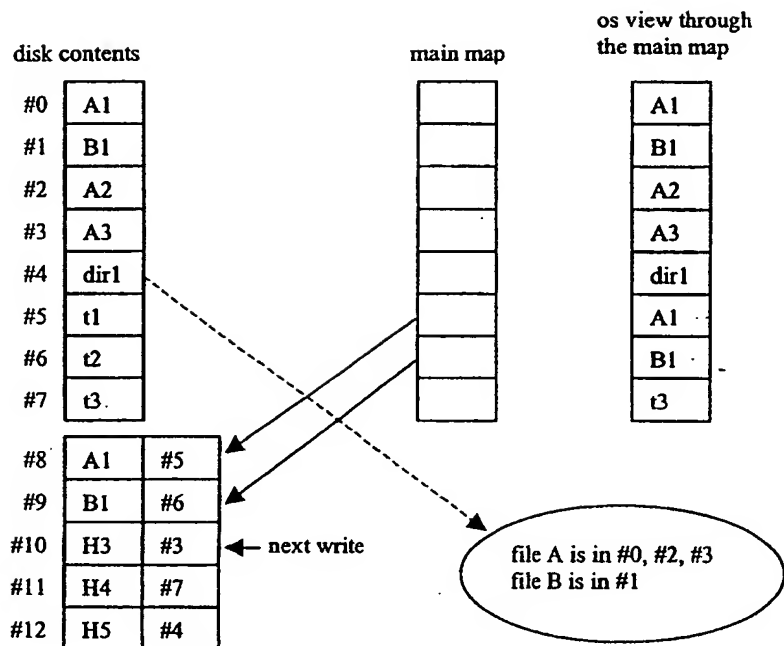 os view through
the main map
disk contents
main map
#0 A1 A1
#1 B1 B1
#2 A2 A2
#3 A3 A3
#4 dir1 dir1
#5 t1 A1
#6 t2 B1
#7 t3 t3
#8 A1 #5
#9 B1 #6
#10 H3 #3 next write
file A is in #0, #2, #3
file B is in #1
#11 H4 #7
#12 H5 #4